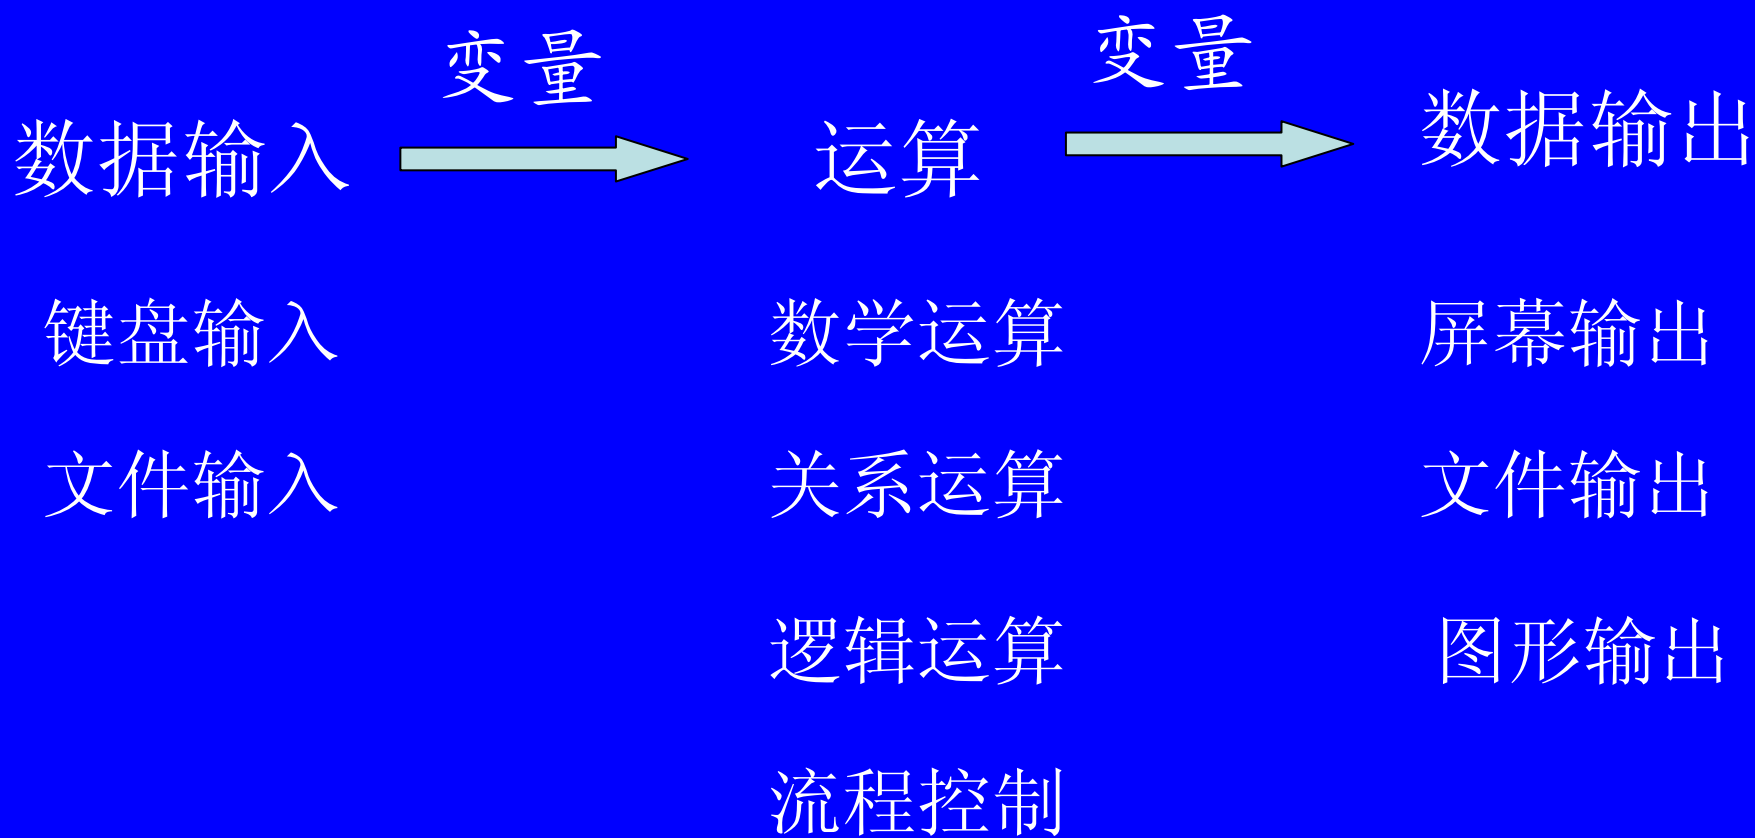 变量 变量
数据输入 运算 数据输出
键盘输入 数学运算 屏幕输出
文件输入 关系运算 文件输出
逻辑运算 图形输出
流程控制